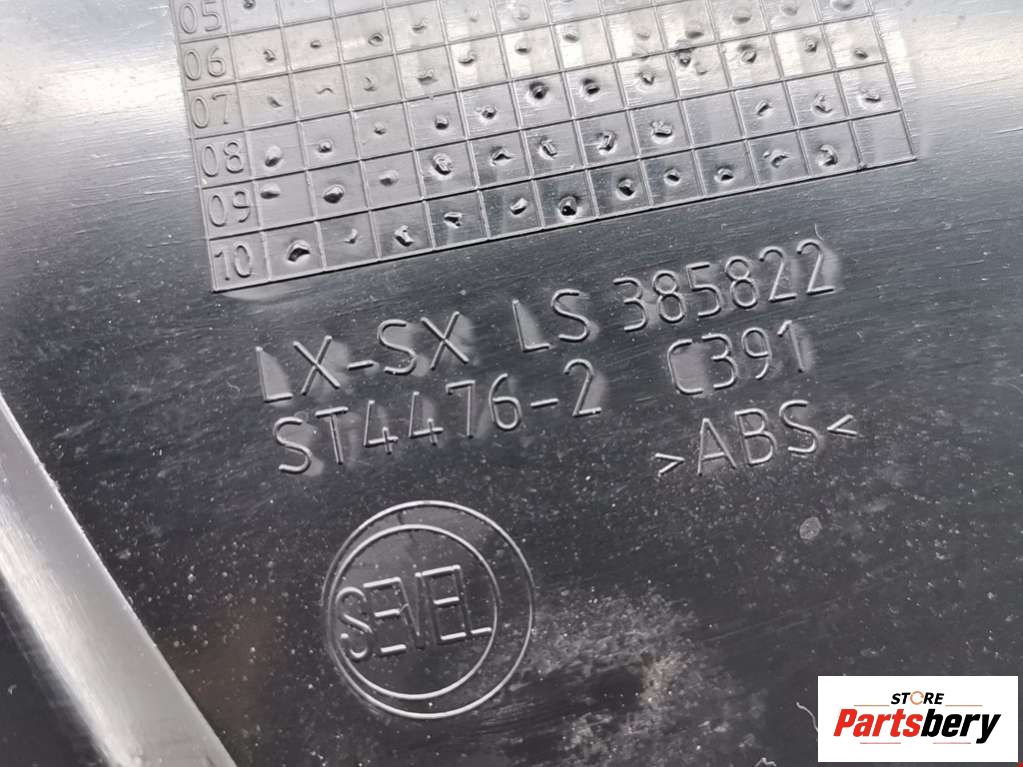 05
06
07
08
09
10
LX-SX LS 385822
ST4476-2 C391
>ABS<
SEVEL
STORE
Partsbery